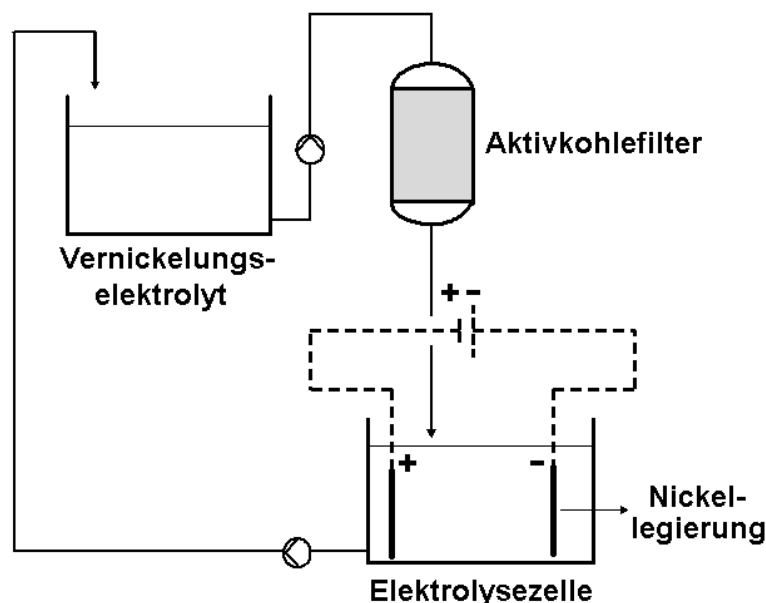 Aktivkohlefilter
Vernickelungs-
elektrolyt
+ -
+ -
Nickel-
legierung
Elektrolysezelle